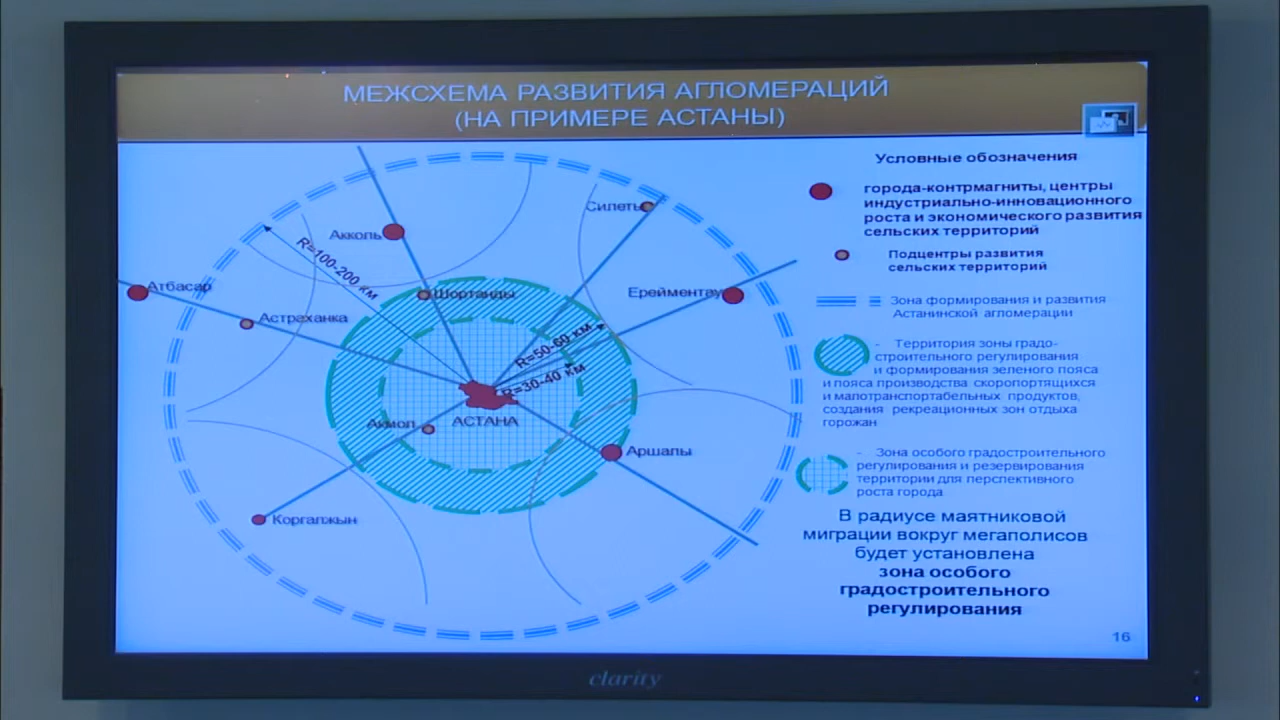 МЕЖСХЕМА РАЗВИТИЯ АГЛОМЕРАЦИЙ
(НА ПРИМЕРЕ АСТАНЫ)
Условные обозначения
города-контрмагниты, центры
индустриально-инновационного
роста и экономического развития
сельских территорий
Подцентры развития
сельских территорий
Зона формирования и развития
Астанинской агломерации
- Территория зоны градо-
строительного регулирования
и формирования зеленого пояса
и пояса производства скоропортящихся
и малотранспортабельных продуктов,
создания рекреационных зон отдыха
горожан
- Зона особого градостроительного
регулирования и резервирования
территории для перспективного
роста города
В радиусе маятниковой
миграции вокруг мегаполисов
будет установлена
зона особого
градостроительного
регулирования
16
Силеты
Акколь
R=100-200 км
Атбасар
Шортанды
Ерейментау
Астраханка
R=50-60 км
R=30-40 км
АСТАНА
Акмол
Аршалы
Коргалжын
clarity